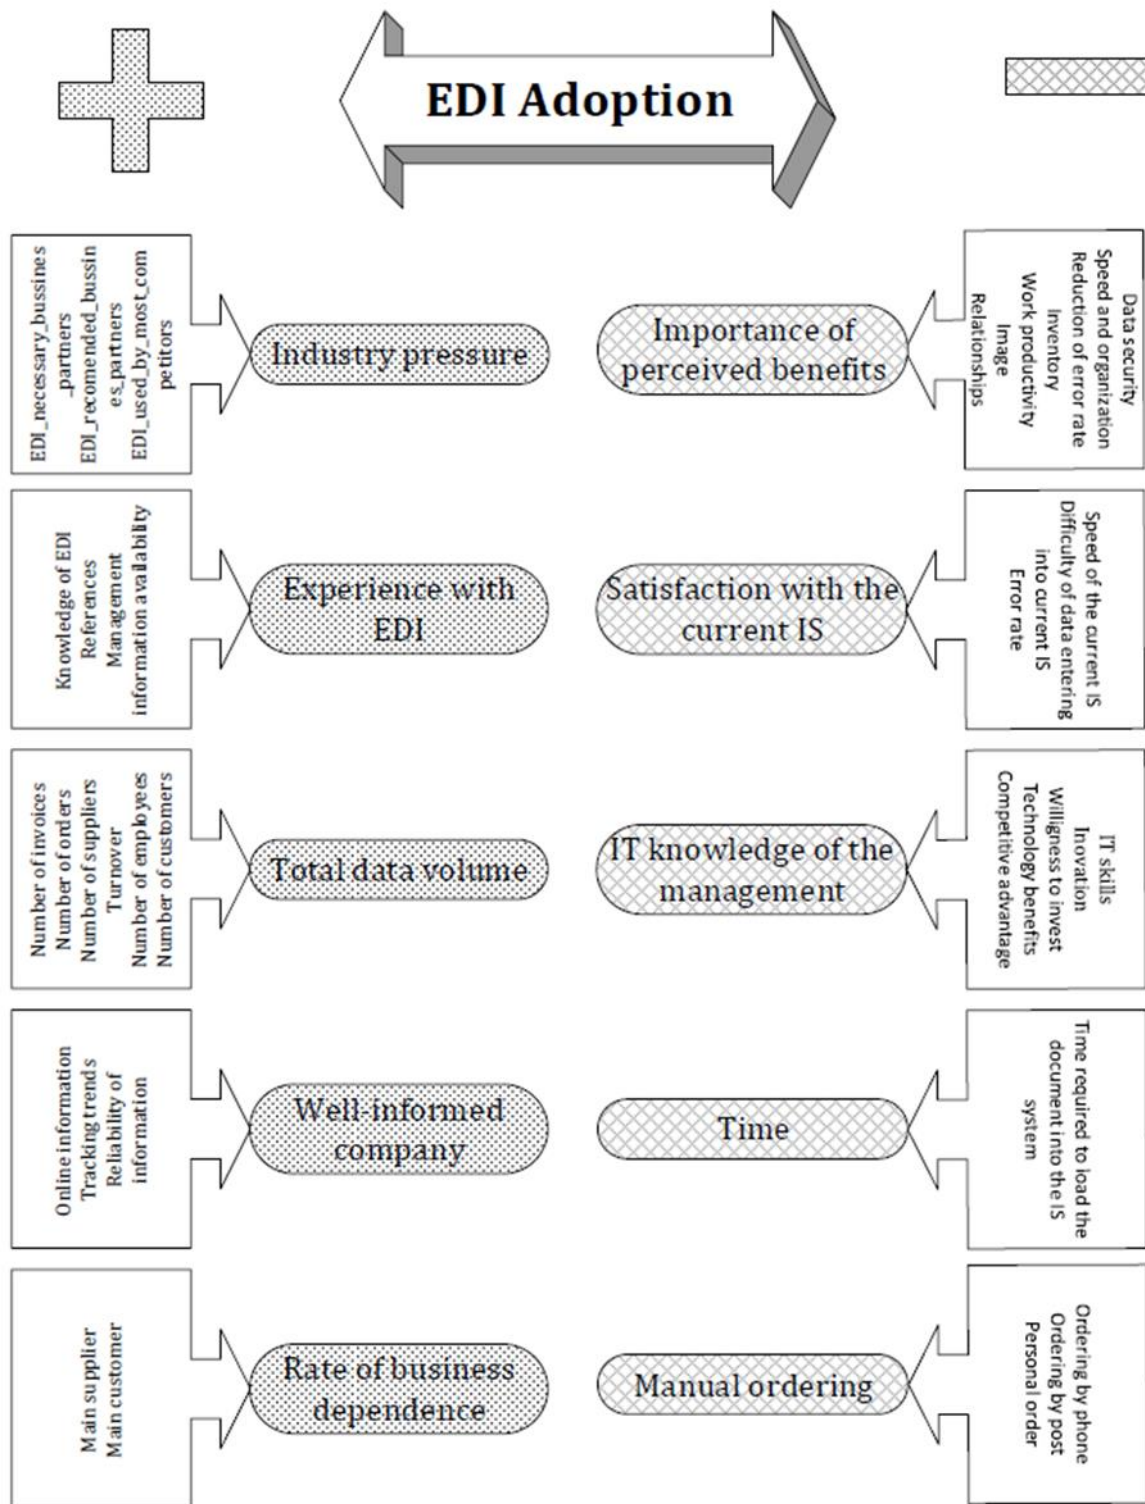 EDI Adoption
EDI_necessary_bussines
_partners
EDI_recomended_bussin
es_partners
EDI_used_by_most_com
petitors
Industry pressure
Importance of
perceived benefits
Data security
Speed and organization
Reduction of error rate
Inventory
Work productivity
Image
Relationships
Knowledge of EDI
References
Management
information availability
Experience with
EDI
Satisfaction with the
current IS
Speed of the current IS
Difficulty of data entering
into current IS
Error rate
Number of invoices
Number of orders
Number of suppliers
Turnover
Number of employees
Number of customers
Total data volume
IT knowledge of the
management
IT skills
Inovation
Willigness to invest
Technology benefits
Competitive advantage
Online information
Tracking trends
Reliability of
information
Well-informed
company
Time
Time required to load the
document into the IS
system
Main supplier
Main customer
Rate of business
dependence
Manual ordering
Ordering by phone
Ordering by post
Personal order